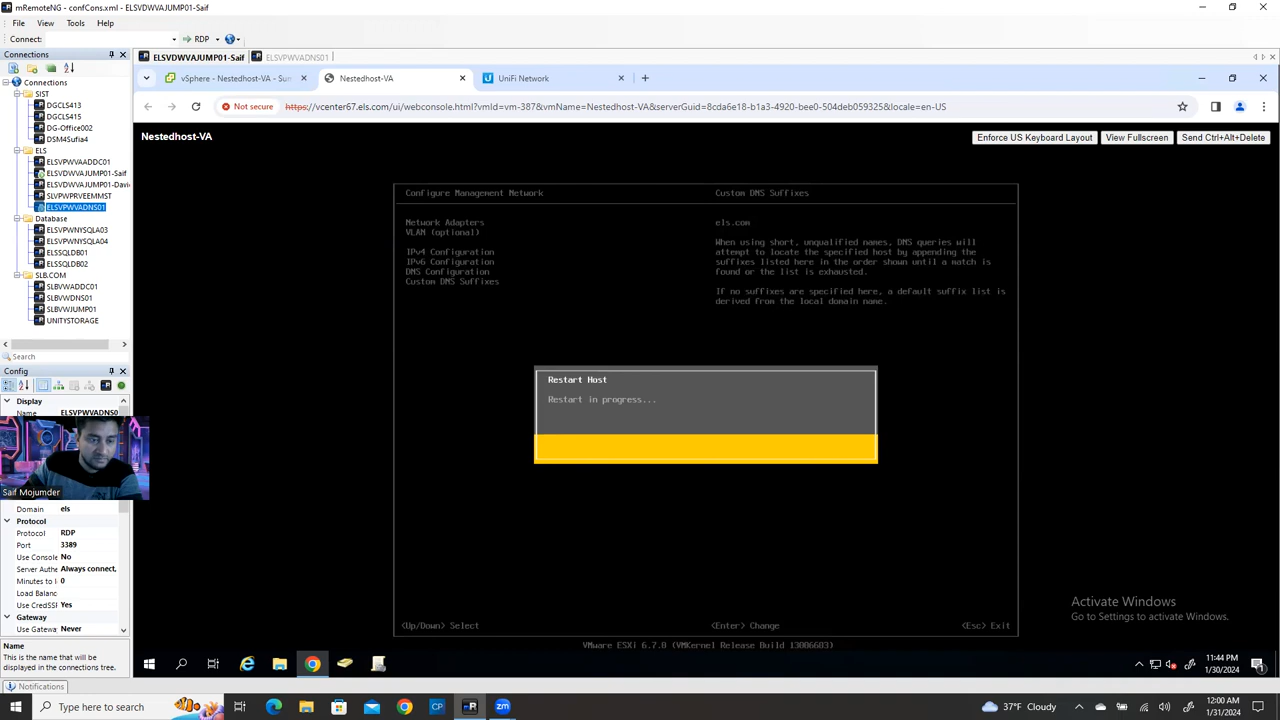 mRemoteNG - confCons.xml - ELSVDWVAJUMP01-Saif
File View Tools Help
Connect: RDP
Connections
ELSVDWVAJUMP01-Saif ELSVPWVADNS01
vSphere - Nestedhost-VA - Sum Nestedhost-VA UniFi Network
Not secure https://vcenter67.els.com/ui/webconsole.html?vmId=vm-387&vmName=Nestedhost-VA&serverGuid=8cda6e18-b1a3-4920-bee0-504deb059325&locale=en-US
Nestedhost-VA
Enforce US Keyboard Layout View Fullscreen Send Ctrl+Alt+Delete
Connections
SIST
DGCLS413
DGCLS415
DG-Office002
DSM4Sufia4
ELS
ELSVPWVAADDC01
ELSVDWVAJUMP01-Saif
ELSVDWVAJUMP01-Davi
SLVPWPRVEEMMST
ELSVPWVADNS01
Database
ELSVPWNYSQLA03
ELSVPWNYSQLA04
ELSSQLDB01
ELSSQLDB02
SLB.COM
SLBVWADDC01
SLBVWDNS01
SLBVWJUMP01
UNITYSTORAGE
Search
Config
Display
Name ELSVPWVADNS0
Saif Mojumder
Domain els
Protocol
Protocol RDP
Port 3389
Use Console No
Server Authe Always connect,
Minutes to I 0
Load Balanc
Use CredSSP Yes
Gateway
Use Gatewa Never
Name
This is the name that will be
displayed in the connections tree.
Notifications
Configure Management Network
Network Adapters
VLAN (optional)
IPv4 Configuration
IPv6 Configuration
DNS Configuration
Custom DNS Suffixes
Custom DNS Suffixes
els.com
When using short, unqualified names, DNS queries will
attempt to locate the specified host by appending the
suffixes listed here in the order shown until a match is
found or the list is exhausted.
If no suffixes are specified here, a default suffix list is
derived from the local domain name.
Restart Host
Restart in progress...
Activate Windows
Go to Settings to activate Windows.
<Up/Down> Select <Enter> Change <Esc> Exit
VMware ESXi 6.7.0 (VMKernel Release Build 13006603)
11:44 PM
1/30/2024
Type here to search
37°F Cloudy
12:00 AM
1/31/2024